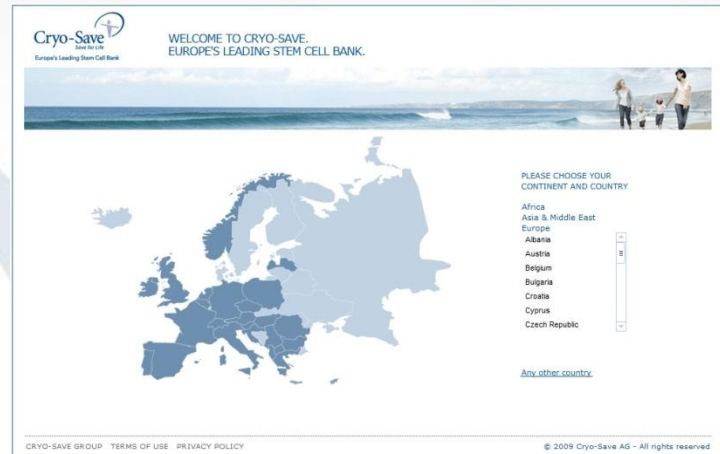 Cryo-Save
Save for Life
Europe's Leading Stem Cell Bank
WELCOME TO CRYO-SAVE.
EUROPE'S LEADING STEM CELL BANK.
PLEASE CHOOSE YOUR
CONTINENT AND COUNTRY
Africa
Asia & Middle East
Europe
Albania
Austria
Belgium
Bulgaria
Croatia
Cyprus
Czech Republic
Any other country
CRYO-SAVE GROUP TERMS OF USE PRIVACY POLICY
© 2009 Cryo-Save AG - All rights reserved